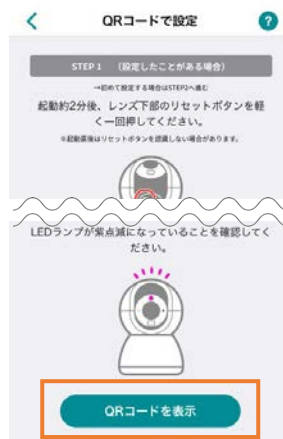 QRコードで設定
?
STEP 1 (設定したことがある場合)
→初めて設定する場合はSTEP2へ進む
起動約2分後、レンズ下部のリセットボタンを軽
く一回押してください。
※起動直後はリセットボタンを認識しない場合があります。
LEDランプが紫点滅になっていることを確認してく
ださい。
QRコードを表示